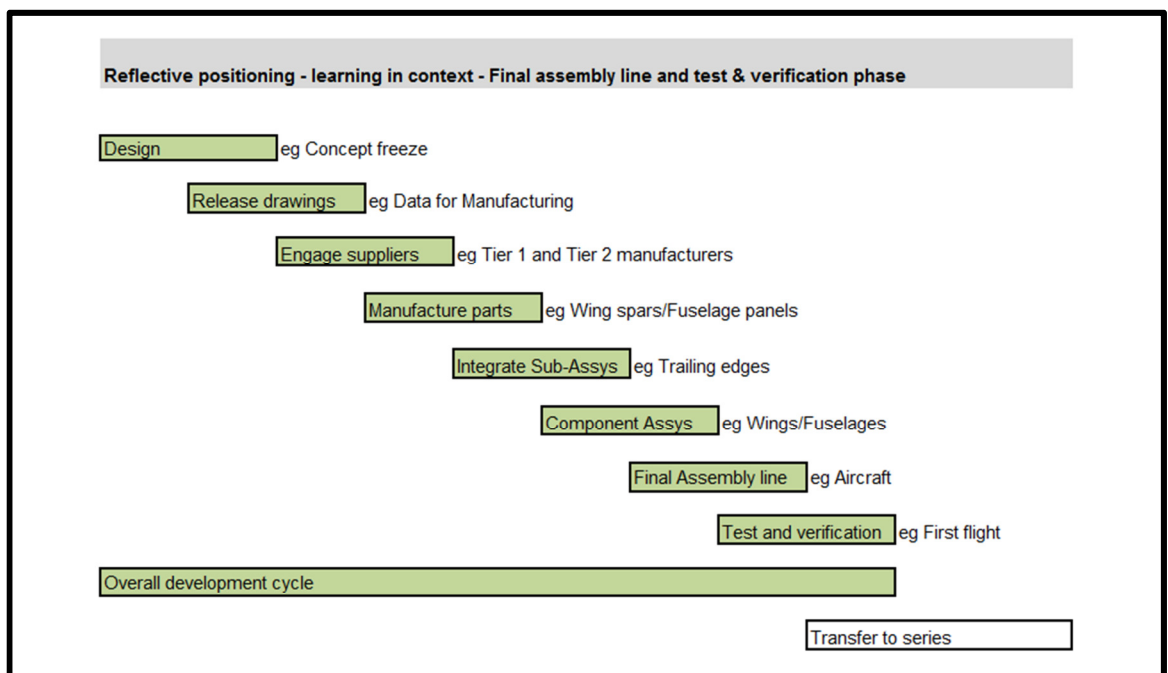 Reflective positioning - learning in context - Final assembly line and test & verification phase
Design eg Concept freeze
Release drawings eg Data for Manufacturing
Engage suppliers eg Tier 1 and Tier 2 manufacturers
Manufacture parts eg Wing spars/Fuselage panels
Integrate Sub-Assys eg Trailing edges
Component Assys eg Wings/Fuselages
Final Assembly line eg Aircraft
Test and verification eg First flight
Overall development cycle
Transfer to series